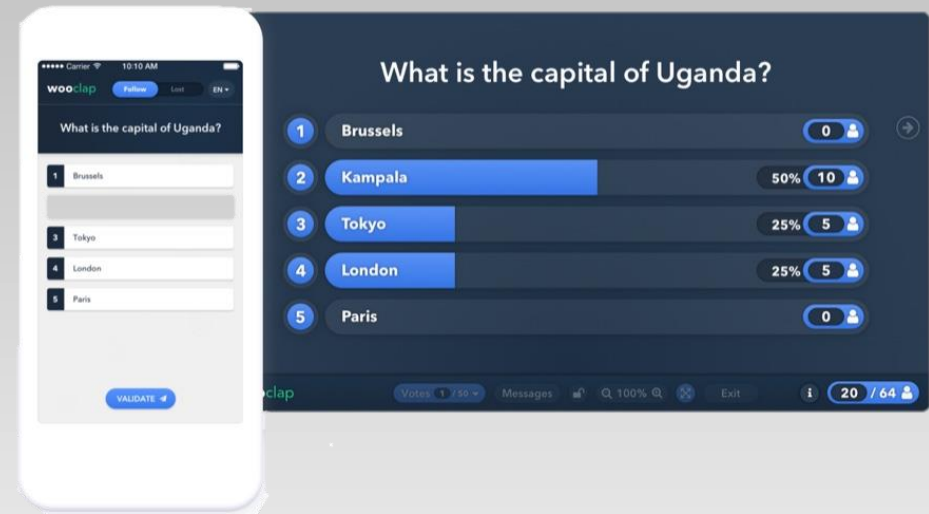 Carrier 10:10 AM
wooclap Follow Lost EN
What is the capital of Uganda?
1 Brussels
3 Tokyo
4 London
5 Paris
VALIDATE
What is the capital of Uganda?
1 Brussels 0
2 Kampala 50% 10
3 Tokyo 25% 5
4 London 25% 5
5 Paris 0
clap Votes 1 / 50 Messages 100% Exit i 20 / 64